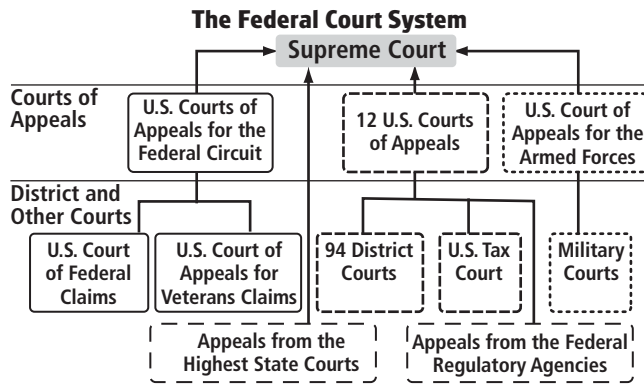 The Federal Court System
Supreme Court
Courts of
Appeals
U.S. Courts of
Appeals for the
Federal Circuit
12 U.S. Courts
of Appeals
U.S. Court of
Appeals for the
Armed Forces
District and
Other Courts
U.S. Court
of Federal
Claims
U.S. Court of
Appeals for
Veterans Claims
94 District
Courts
U.S. Tax
Court
Military
Courts
Appeals from the
Highest State Courts
Appeals from the Federal
Regulatory Agencies